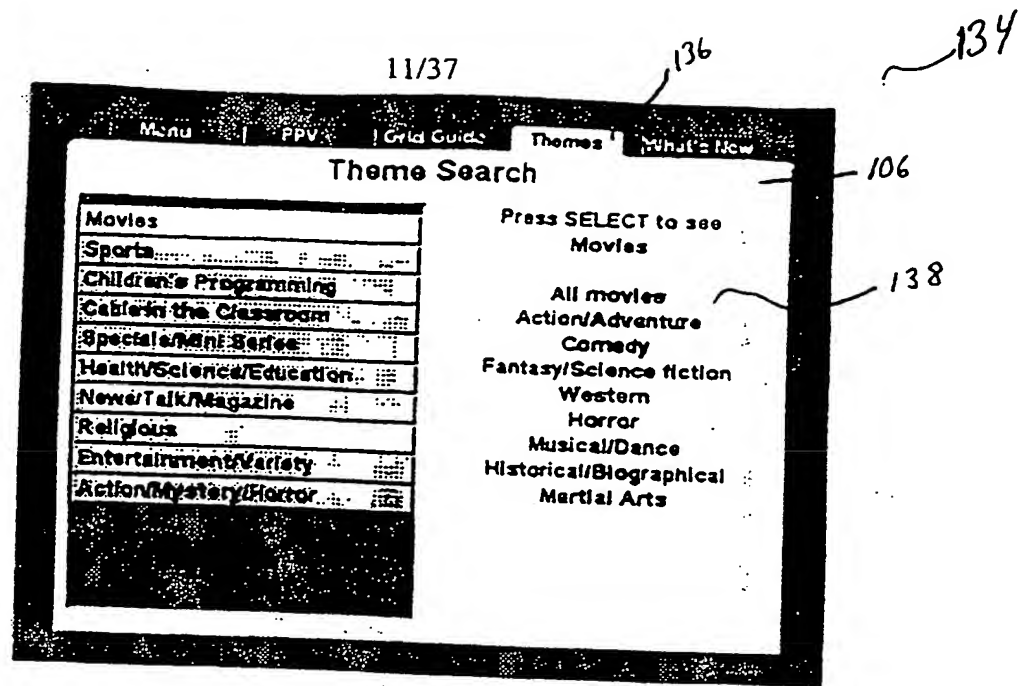 134
11/37
136
Menu | PPV | Grid Guide Themes What's New
Theme Search
106
Movies
Sports
Children's Programming
Cable in the Classroom
Specials/Mini Series
Health/Science/Education
News/Talk/Magazine
Religious
Entertainment/Variety
Action/Mystery/Horror
Press SELECT to see
Movies
138
All movies
Action/Adventure
Comedy
Fantasy/Science fiction
Western
Horror
Musical/Dance
Historical/Biographical
Martial Arts